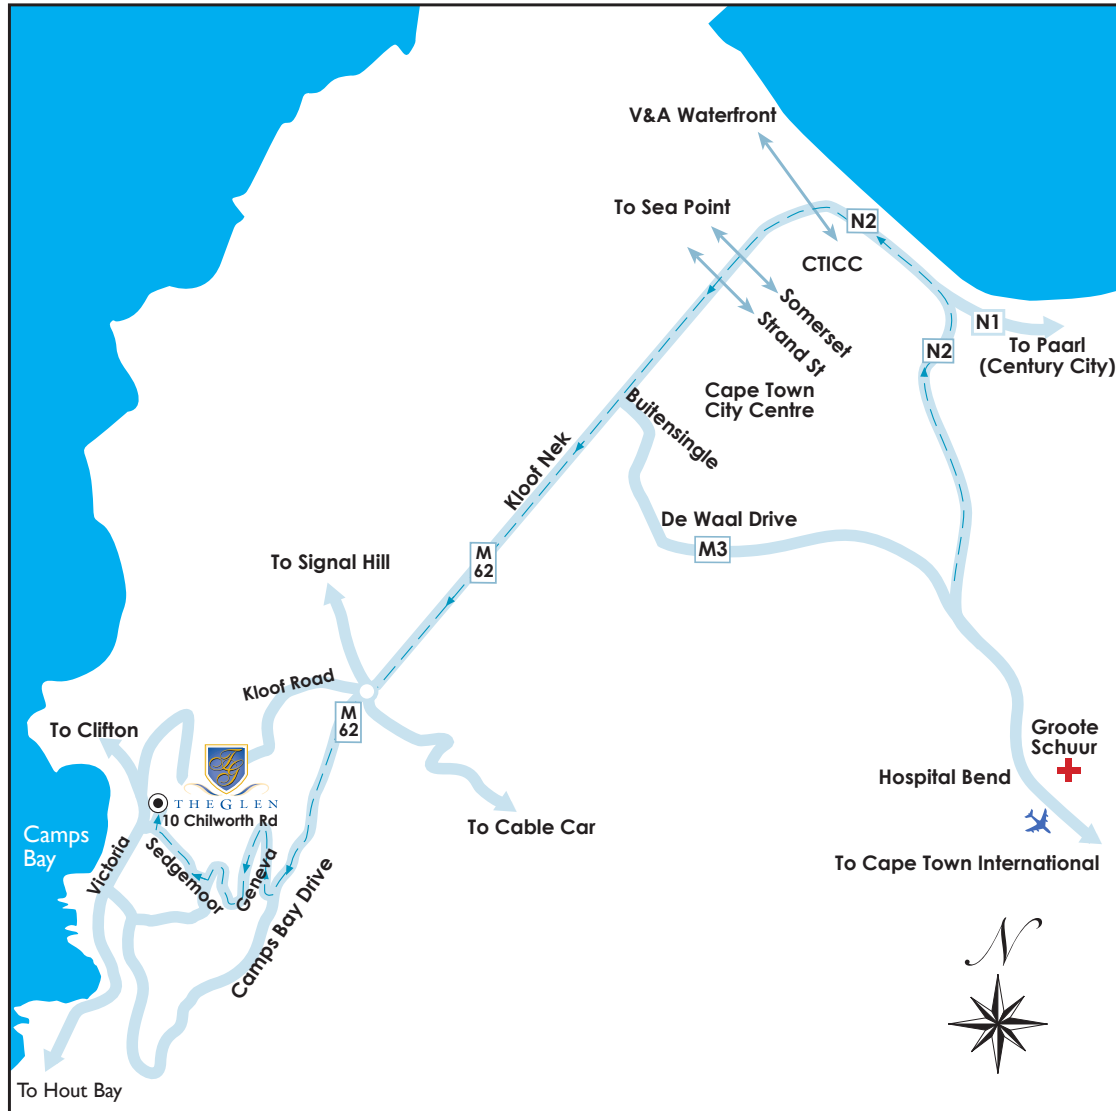 V&A Waterfront
To Sea Point
N2
CTICC
Somerset
Strand St
N1
To Paarl
(Century City)
N2
Cape Town
City Centre
Buitensingle
Kloof Nek
De Waal Drive
M3
M
62
To Signal Hill
Kloof Road
M
62
To Clifton
TG
THE GLEN
10 Chilworth Rd
To Cable Car
Groote
Schuur
Hospital Bend
To Cape Town International
Camps
Bay
Victoria
Sedgemoor
Geneva
Camps Bay Drive
N
To Hout Bay